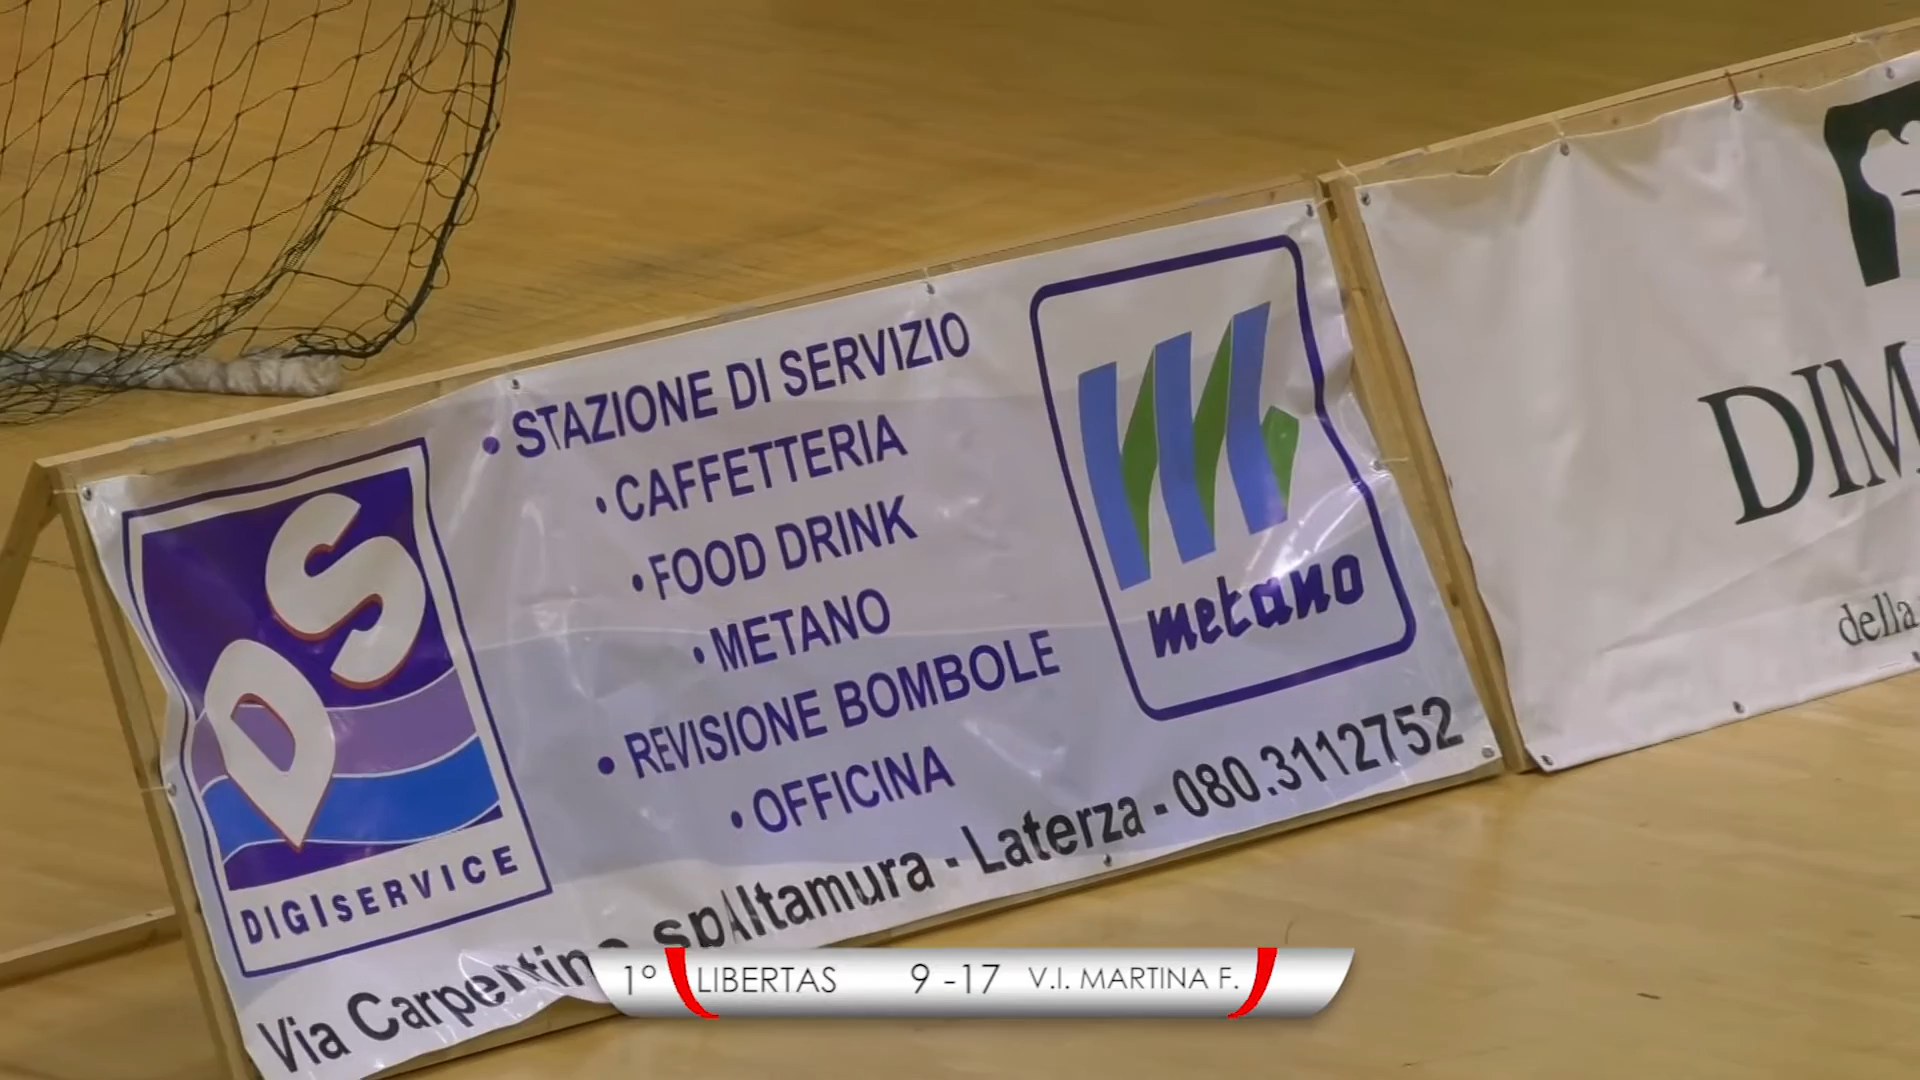 DS
DIGISERVICE
• STAZIONE DI SERVIZIO
• CAFFETTERIA
• FOOD DRINK
• METANO
• REVISIONE BOMBOLE
• OFFICINA
metano
Via Carpentino sp Altamura - Laterza - 080.3112752
DIM
della
1° LIBERTAS 9 -17 V.I. MARTINA F.